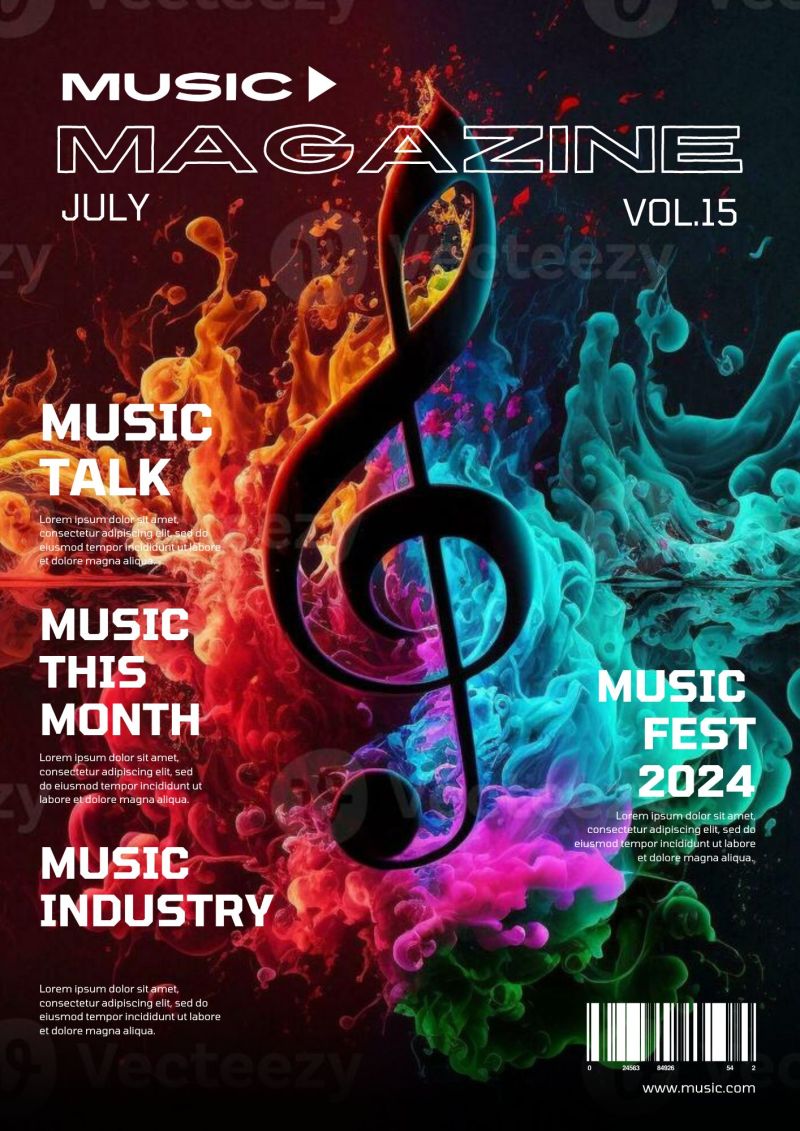 MUSIC
MAGAZINE
JULY
VOL.15
MUSIC
TALK
Lorem ipsum dolor sit amet,
consectetur adipiscing elit, sed do
eiusmod tempor incididunt ut labore
et dolore magna aliqua.
MUSIC
THIS
MONTH
Lorem ipsum dolor sit amet,
consectetur adipiscing elit, sed
do eiusmod tempor incididunt ut
labore et dolore magna aliqua.
MUSIC
INDUSTRY
Lorem ipsum dolor sit amet,
consectetur adipiscing elit, sed do
eiusmod tempor incididunt ut labore
et dolore magna aliqua.
MUSIC
FEST
2024
Lorem ipsum dolor sit amet,
consectetur adipiscing elit, sed do
eiusmod tempor incididunt ut labore
et dolore magna aliqua.
0 24563 84926 54 2
www.music.com
Vecteezy
Vecteezy